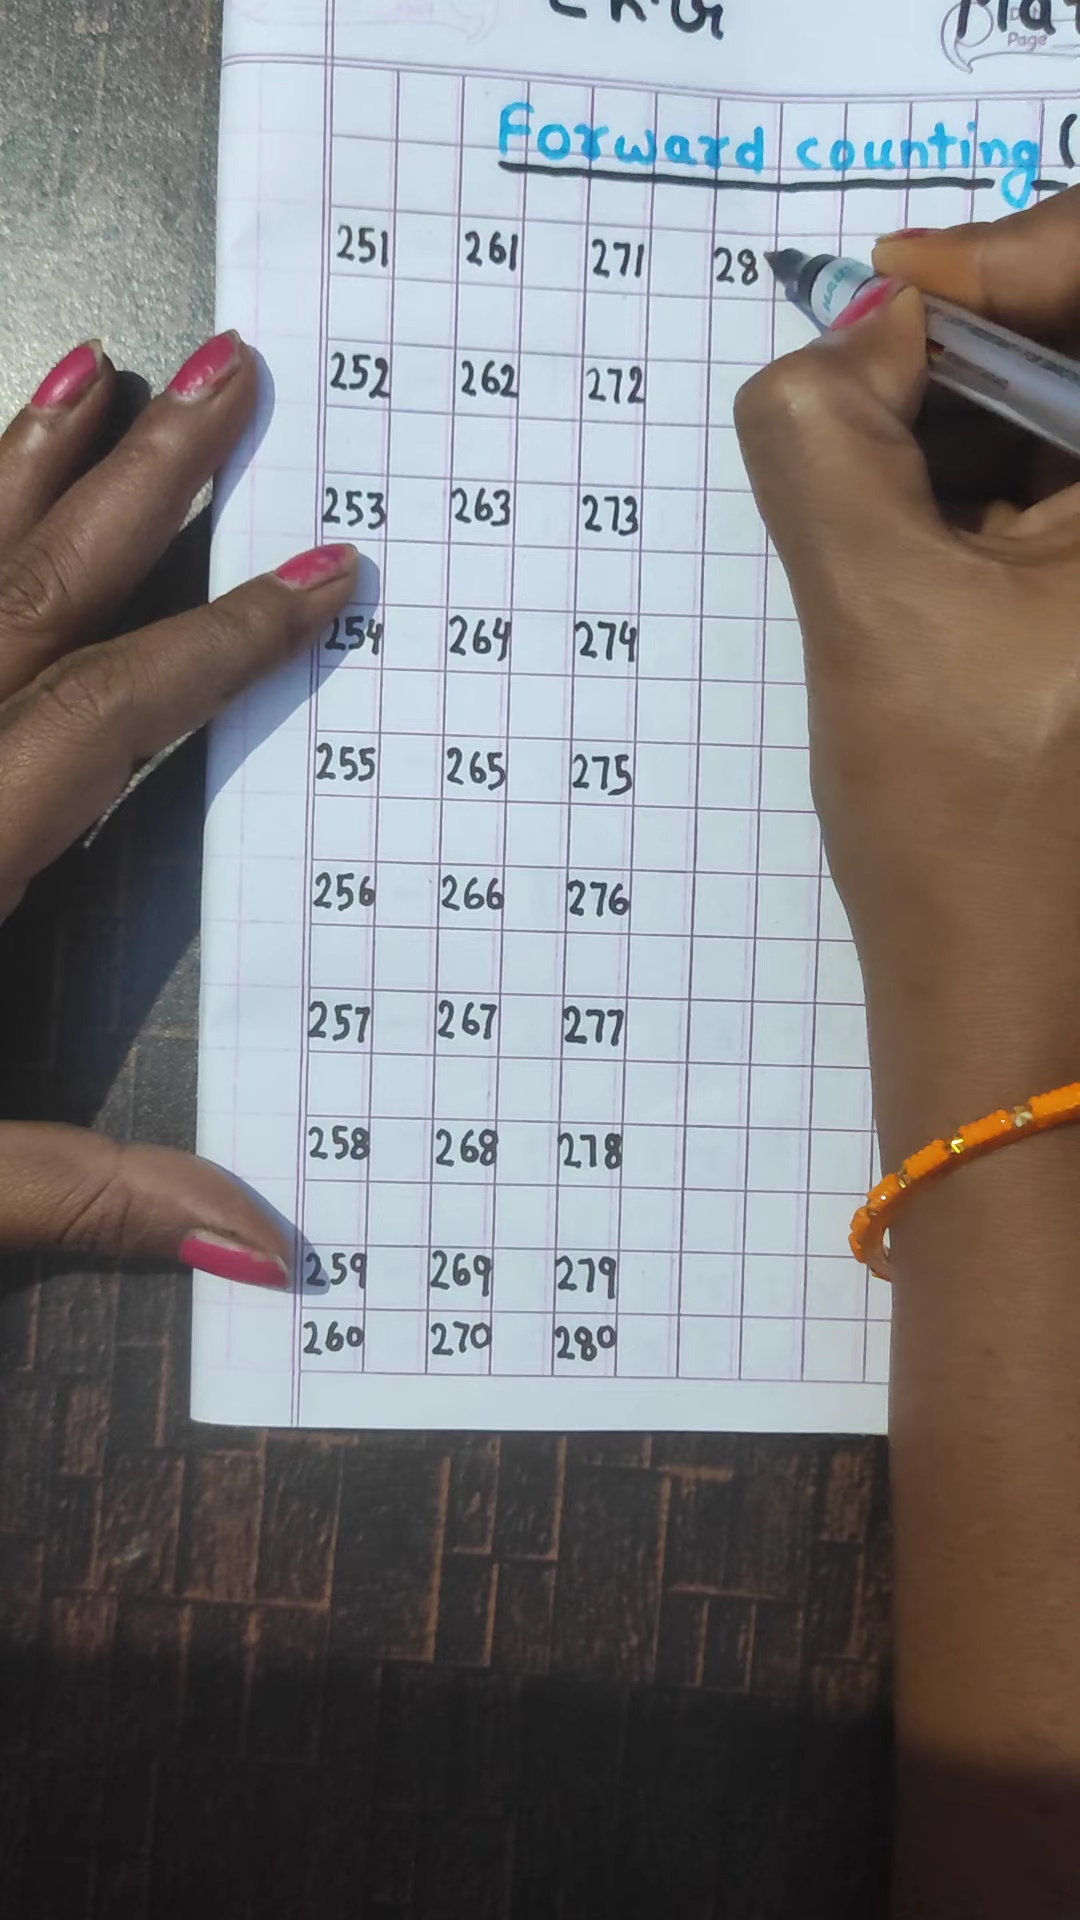 Page
Forward counting (
251 261 271 28
252 262 272
253 263 273
254 264 274
255 265 275
256 266 276
257 267 277
258 268 278
259 269 279
260 270 280